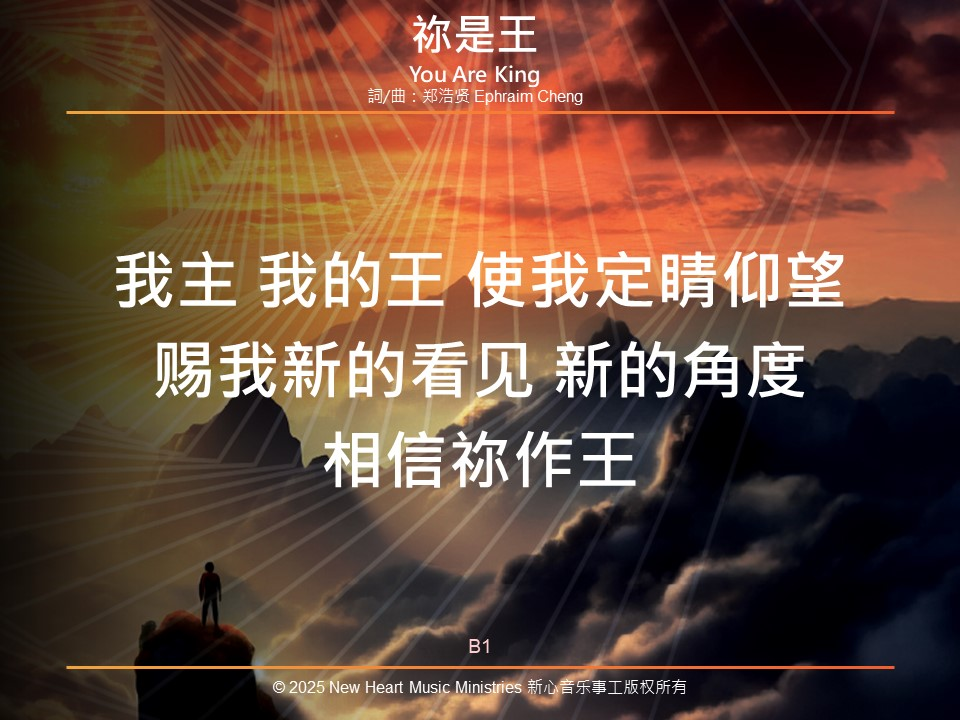 祢是王
You Are King
詞/曲：郑浩贤 Ephraim Cheng
我主 我的王 使我定睛仰望
赐我新的看见 新的角度
相信祢作王
B1
© 2025 New Heart Music Ministries 新心音乐事工版权所有